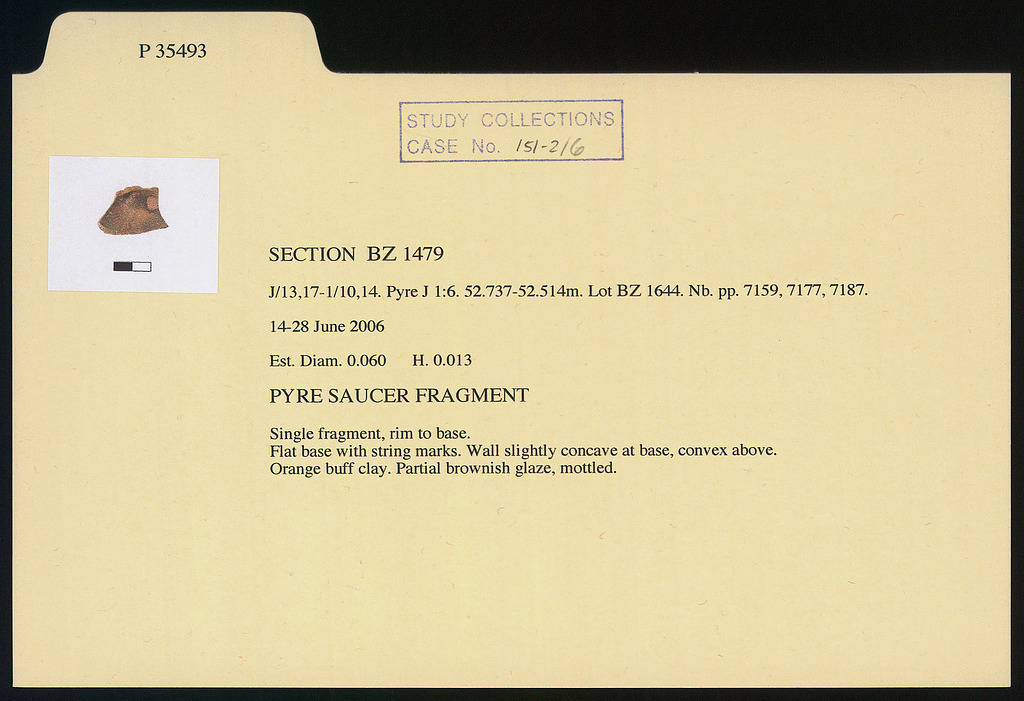 P 35493
STUDY COLLECTIONS
CASE No. 151-216
SECTION BZ 1479
J/13,17-1/10,14. Pyre J 1:6. 52.737-52.514m. Lot BZ 1644. Nb. pp. 7159, 7177, 7187.
14-28 June 2006
Est. Diam. 0.060 H. 0.013
PYRE SAUCER FRAGMENT
Single fragment, rim to base.
Flat base with string marks. Wall slightly concave at base, convex above.
Orange buff clay. Partial brownish glaze, mottled.